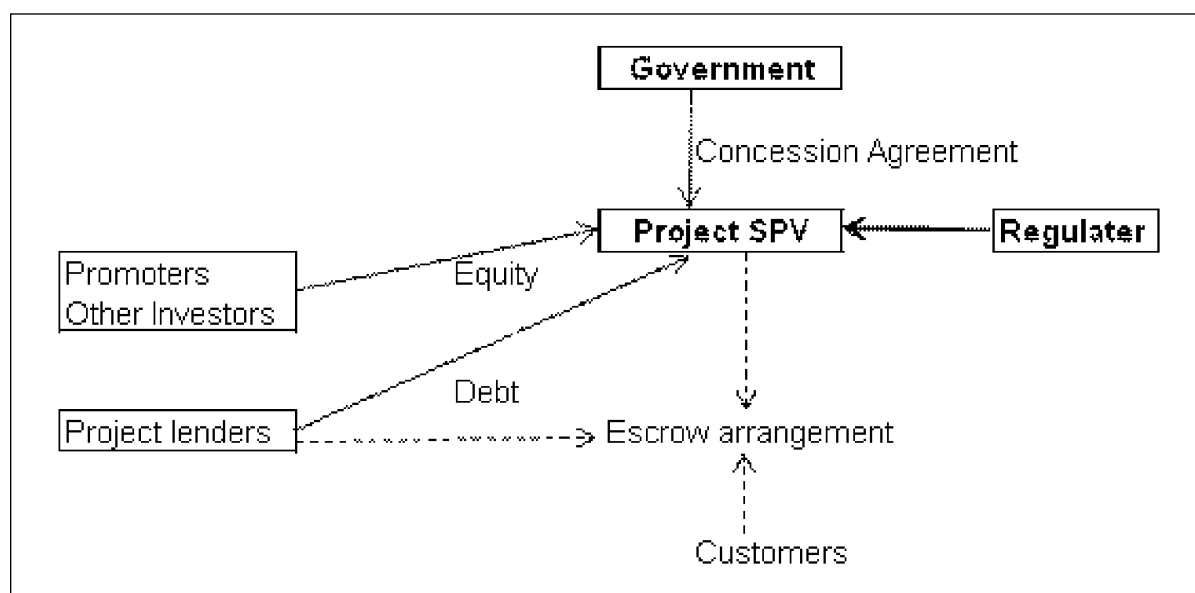 Government
Concession Agreement
Project SPV
Regulater
Promoters
Other Investors
Equity
Debt
Project lenders
Escrow arrangement
Customers